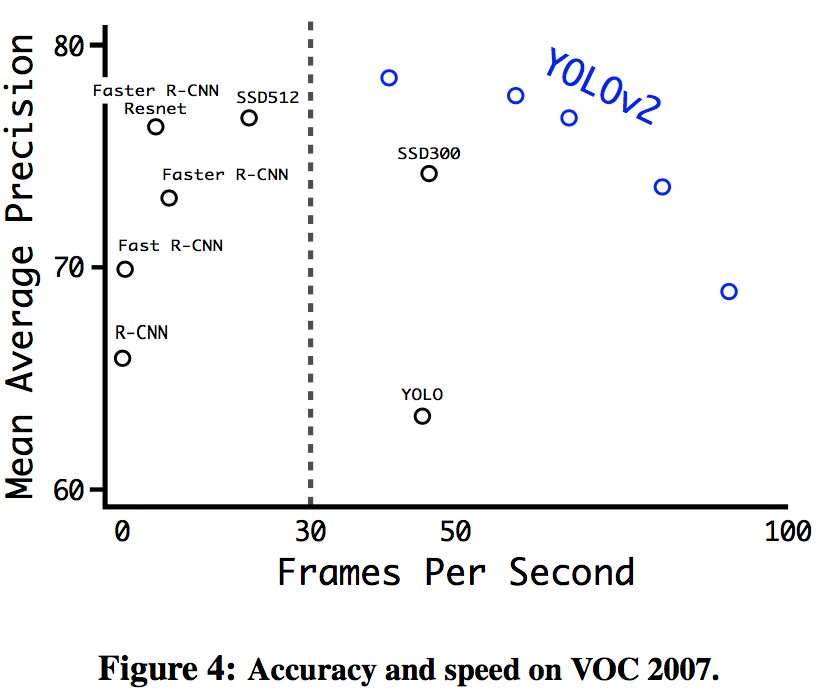 80
Faster R-CNN
Resnet
SSD512
YOLOv2
SSD300
Faster R-CNN
Mean Average Precision
Fast R-CNN
70
R-CNN
YOLO
60
0 30 50 100
Frames Per Second
Figure 4: Accuracy and speed on VOC 2007.